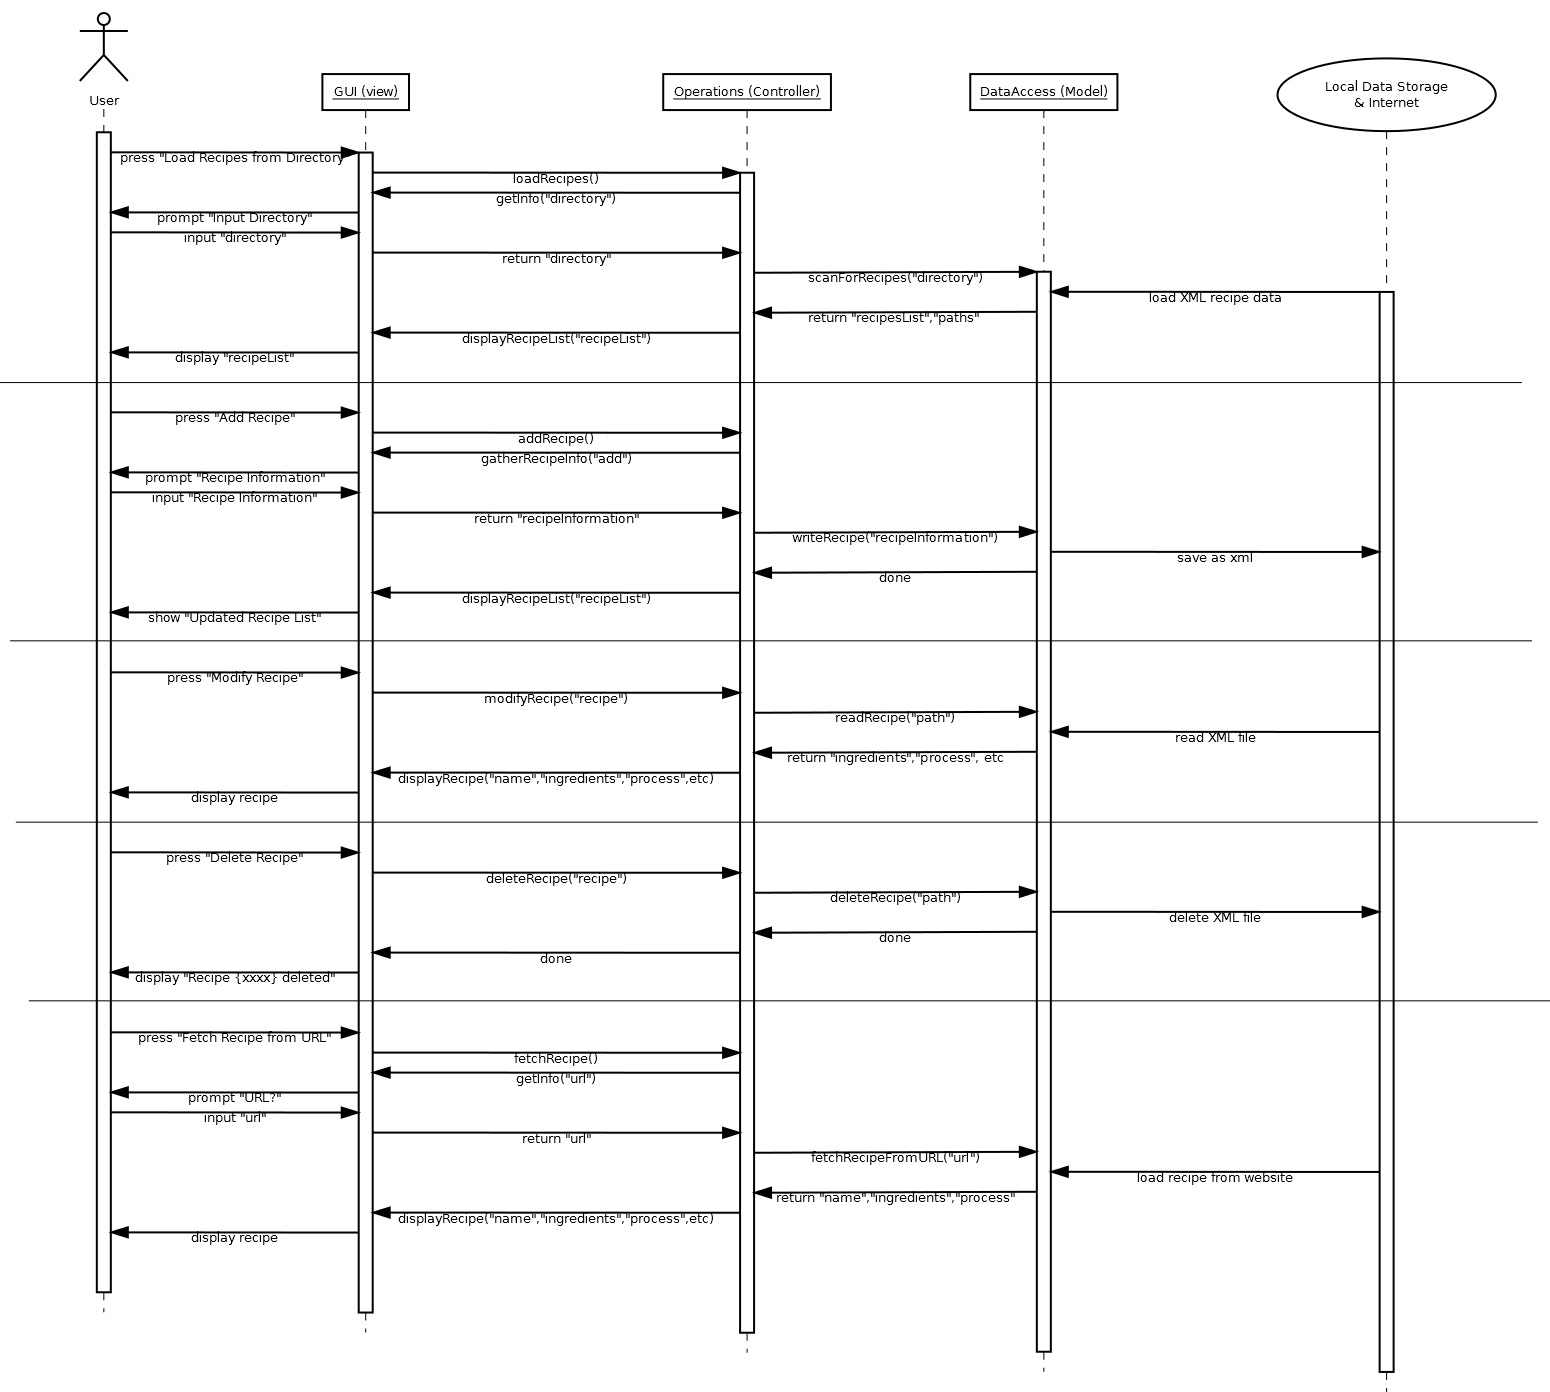 User
GUI (view)
Operations (Controller)
DataAccess (Model)
Local Data Storage
& Internet
press "Load Recipes from Directory
loadRecipes()
getInfo("directory")
prompt "Input Directory"
input "directory"
return "directory"
scanForRecipes("directory")
load XML recipe data
return "recipesList","paths"
displayRecipeList("recipeList")
display "recipeList"
press "Add Recipe"
addRecipe()
gatherRecipeInfo("add")
prompt "Recipe Information"
input "Recipe Information"
return "recipeInformation"
writeRecipe("recipeInformation")
save as xml
done
displayRecipeList("recipeList")
show "Updated Recipe List"
press "Modify Recipe"
modifyRecipe("recipe")
readRecipe("path")
read XML file
return "ingredients","process", etc
displayRecipe("name","ingredients","process",etc)
display recipe
press "Delete Recipe"
deleteRecipe("recipe")
deleteRecipe("path")
delete XML file
done
done
display "Recipe {xxxx} deleted"
press "Fetch Recipe from URL"
fetchRecipe()
getInfo("url")
prompt "URL?"
input "url"
return "url"
fetchRecipeFromURL("url")
load recipe from website
return "name","ingredients","process"
displayRecipe("name","ingredients","process",etc)
display recipe